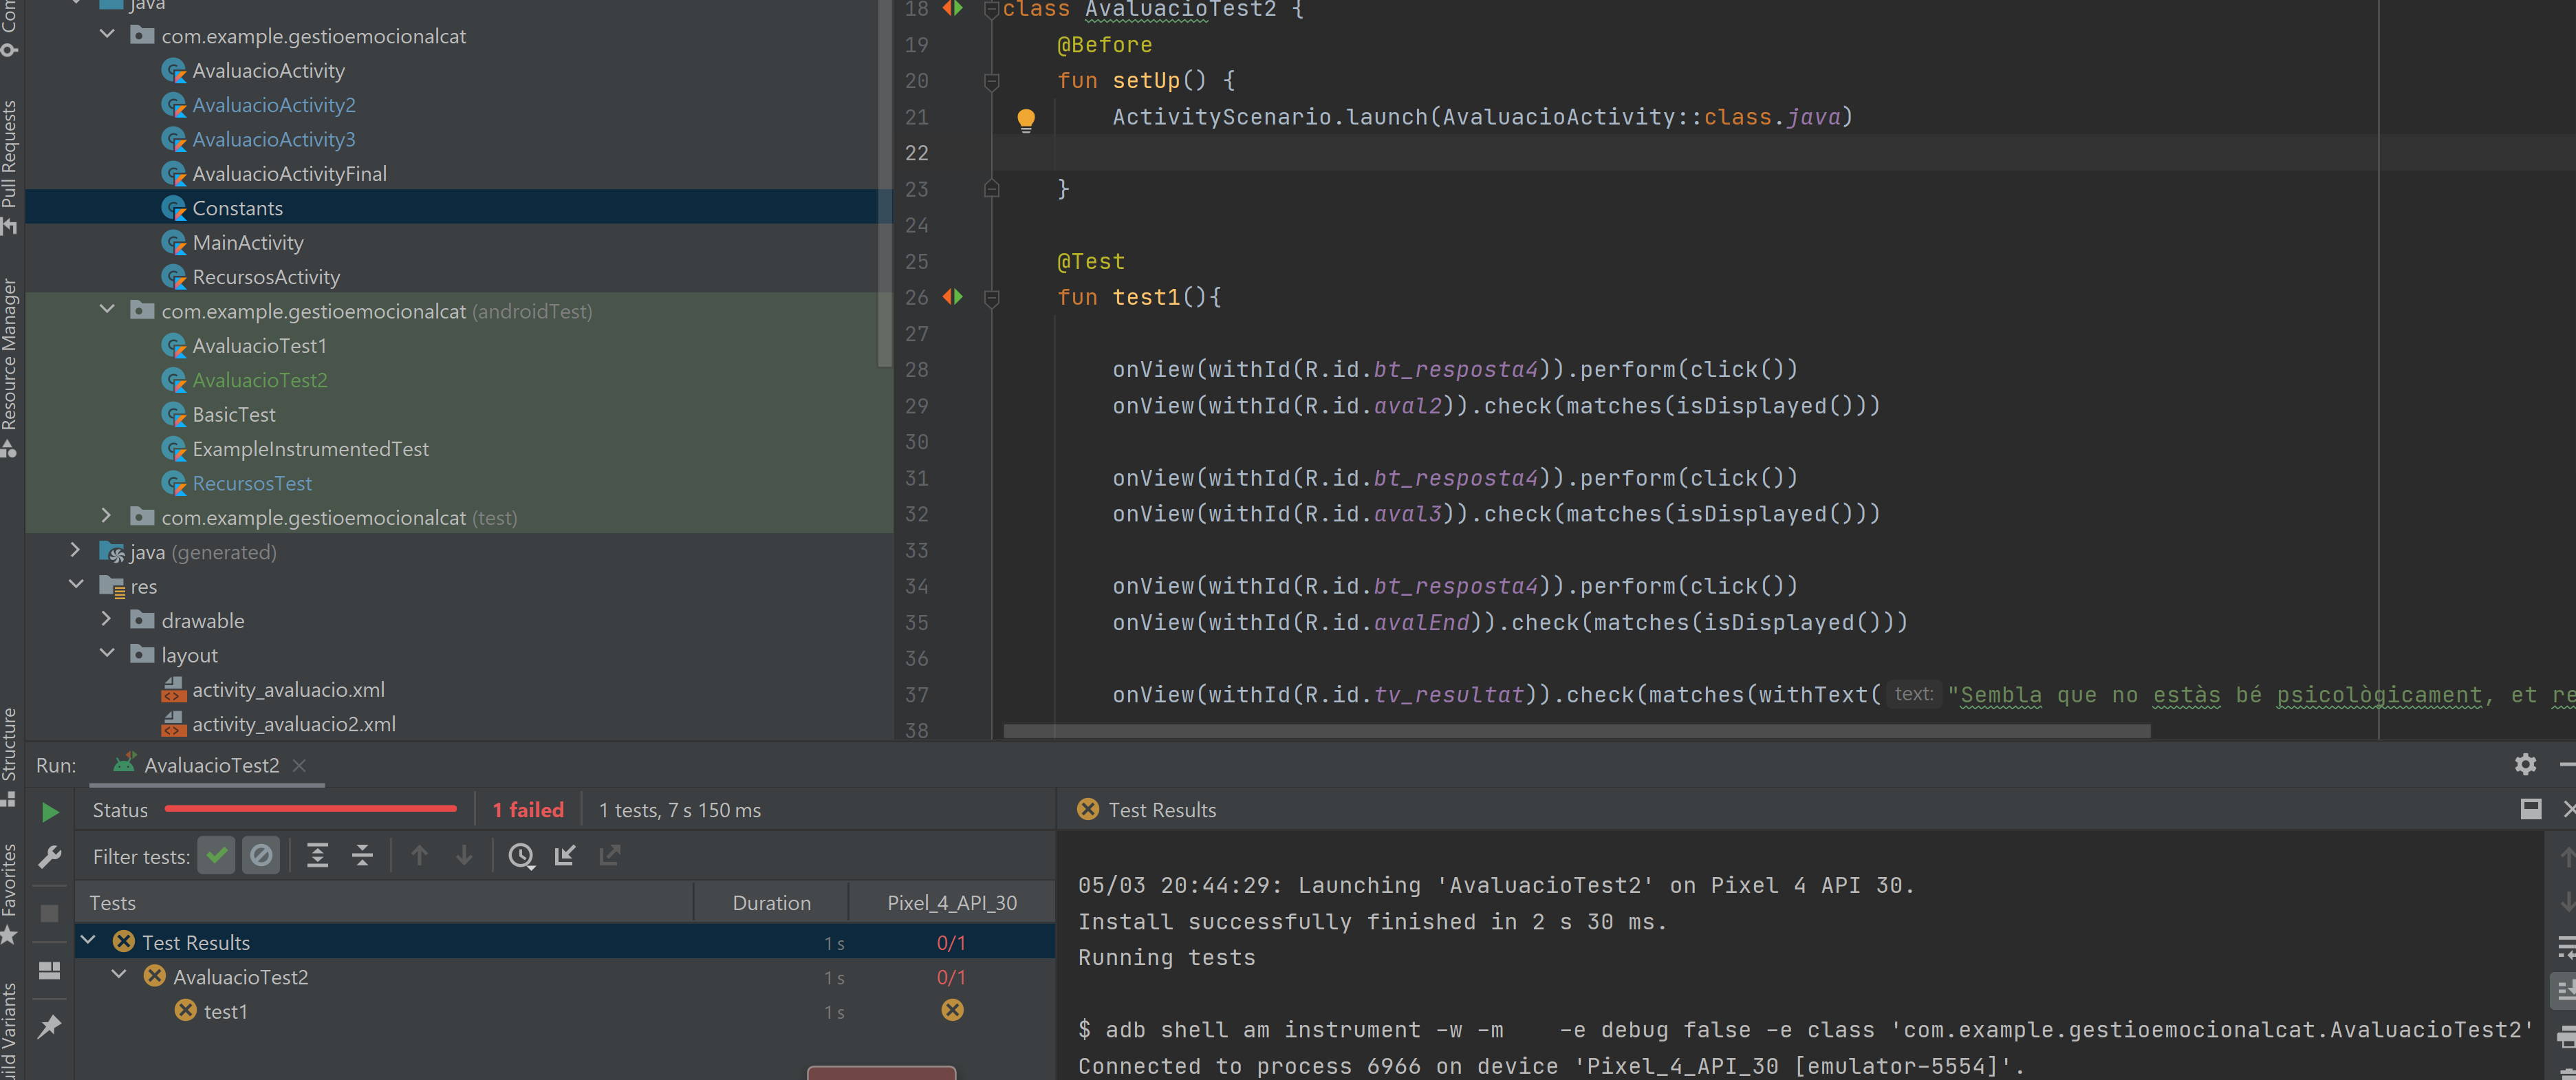 Com
Pull Requests
Resource Manager
Structure
Favorites
uild Variants
java
com.example.gestioemocionalcat
AvaluacioActivity
AvaluacioActivity2
AvaluacioActivity3
AvaluacioActivityFinal
Constants
MainActivity
RecursosActivity
com.example.gestioemocionalcat (androidTest)
AvaluacioTest1
AvaluacioTest2
BasicTest
ExampleInstrumentedTest
RecursosTest
com.example.gestioemocionalcat (test)
java (generated)
res
drawable
layout
activity_avaluacio.xml
activity_avaluacio2.xml
18 class AvaluacioTest2 {
19 @Before
20 fun setUp() {
21 ActivityScenario.launch(AvaluacioActivity::class.java)
22
23 }
24
25 @Test
26 fun test1(){
27
28 onView(withId(R.id.bt_resposta4)).perform(click())
29 onView(withId(R.id.aval2)).check(matches(isDisplayed()))
30
31 onView(withId(R.id.bt_resposta4)).perform(click())
32 onView(withId(R.id.aval3)).check(matches(isDisplayed()))
33
34 onView(withId(R.id.bt_resposta4)).perform(click())
35 onView(withId(R.id.avalEnd)).check(matches(isDisplayed()))
36
37 onView(withId(R.id.tv_resultat)).check(matches(withText( text: "Sembla que no estàs bé psicològicament, et re
38
Run: AvaluacioTest2
Status 1 failed 1 tests, 7 s 150 ms
Filter tests:
Tests Duration Pixel_4_API_30
Test Results 1 s 0/1
AvaluacioTest2 1 s 0/1
test1 1 s
Test Results
05/03 20:44:29: Launching 'AvaluacioTest2' on Pixel 4 API 30.
Install successfully finished in 2 s 30 ms.
Running tests
$ adb shell am instrument -w -m    -e debug false -e class 'com.example.gestioemocionalcat.AvaluacioTest2'
Connected to process 6966 on device 'Pixel_4_API_30 [emulator-5554]'.